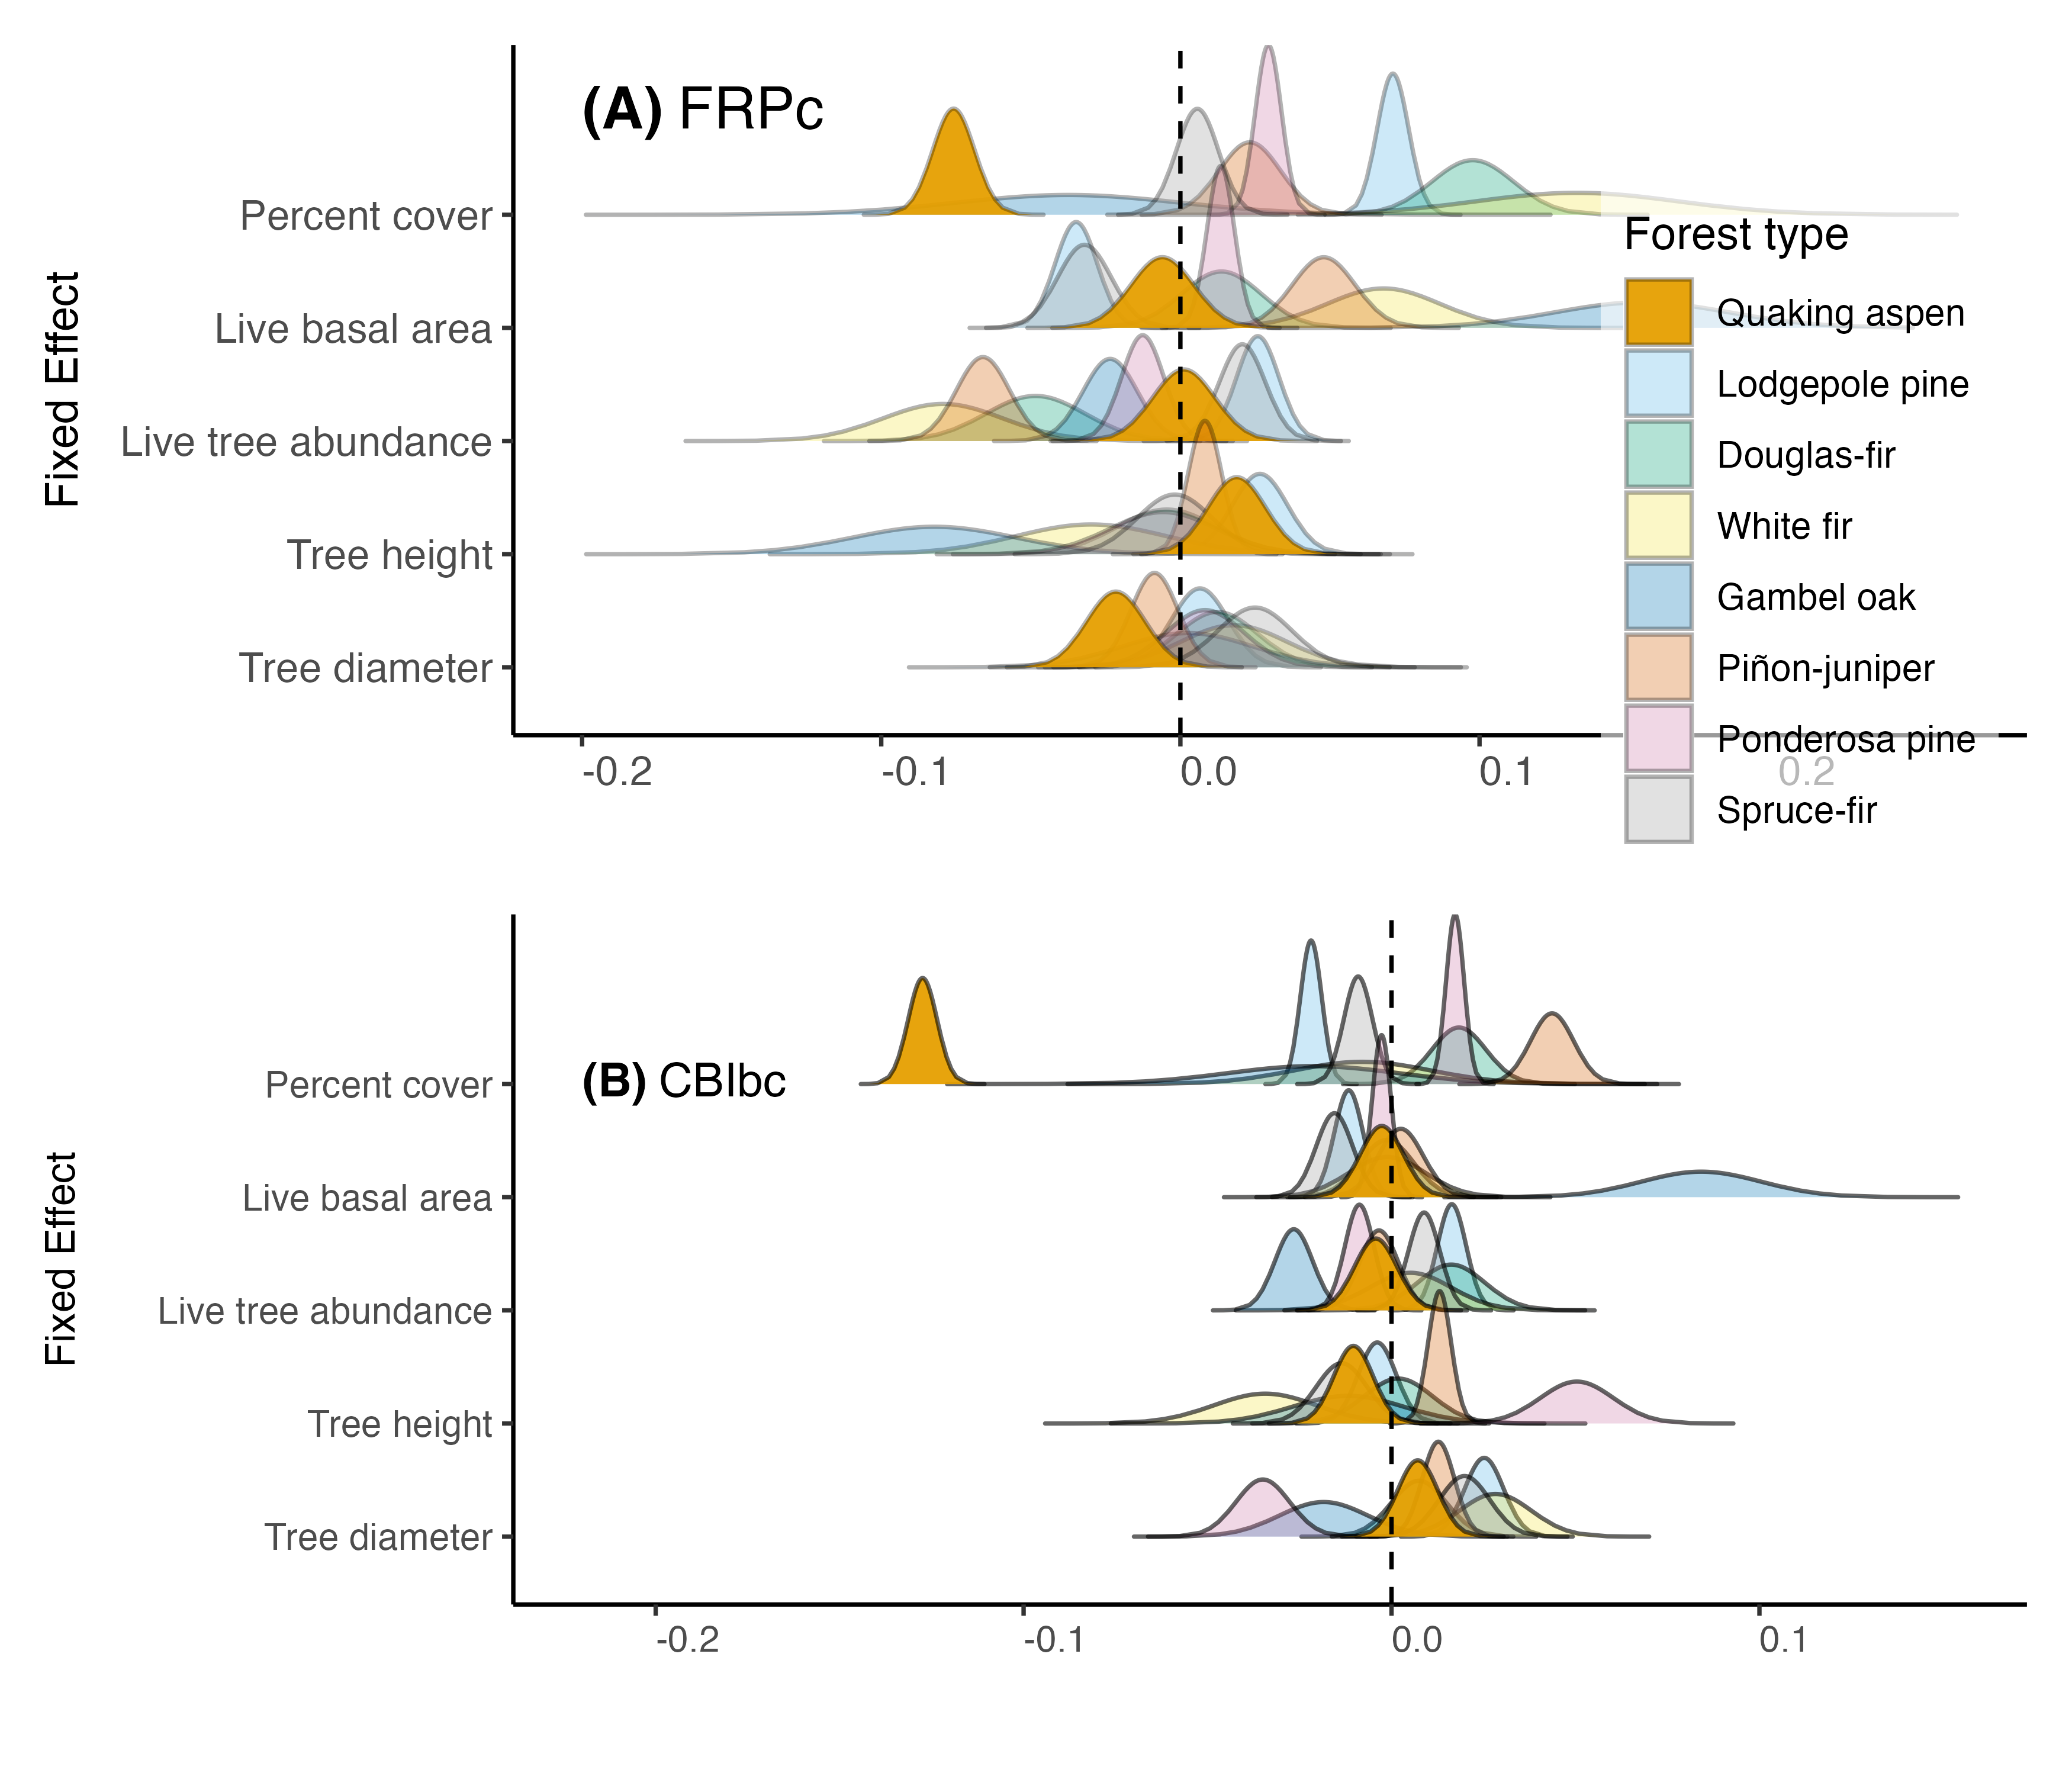 (A) FRPc
Percent cover
Live basal area
Live tree abundance
Tree height
Tree diameter
Fixed Effect
-0.2
-0.1
0.0
0.1
0.2
Forest type
Quaking aspen
Lodgepole pine
Douglas-fir
White fir
Gambel oak
Piñon-juniper
Ponderosa pine
Spruce-fir
(B) CBIbc
Percent cover
Live basal area
Live tree abundance
Tree height
Tree diameter
Fixed Effect
-0.2
-0.1
0.0
0.1